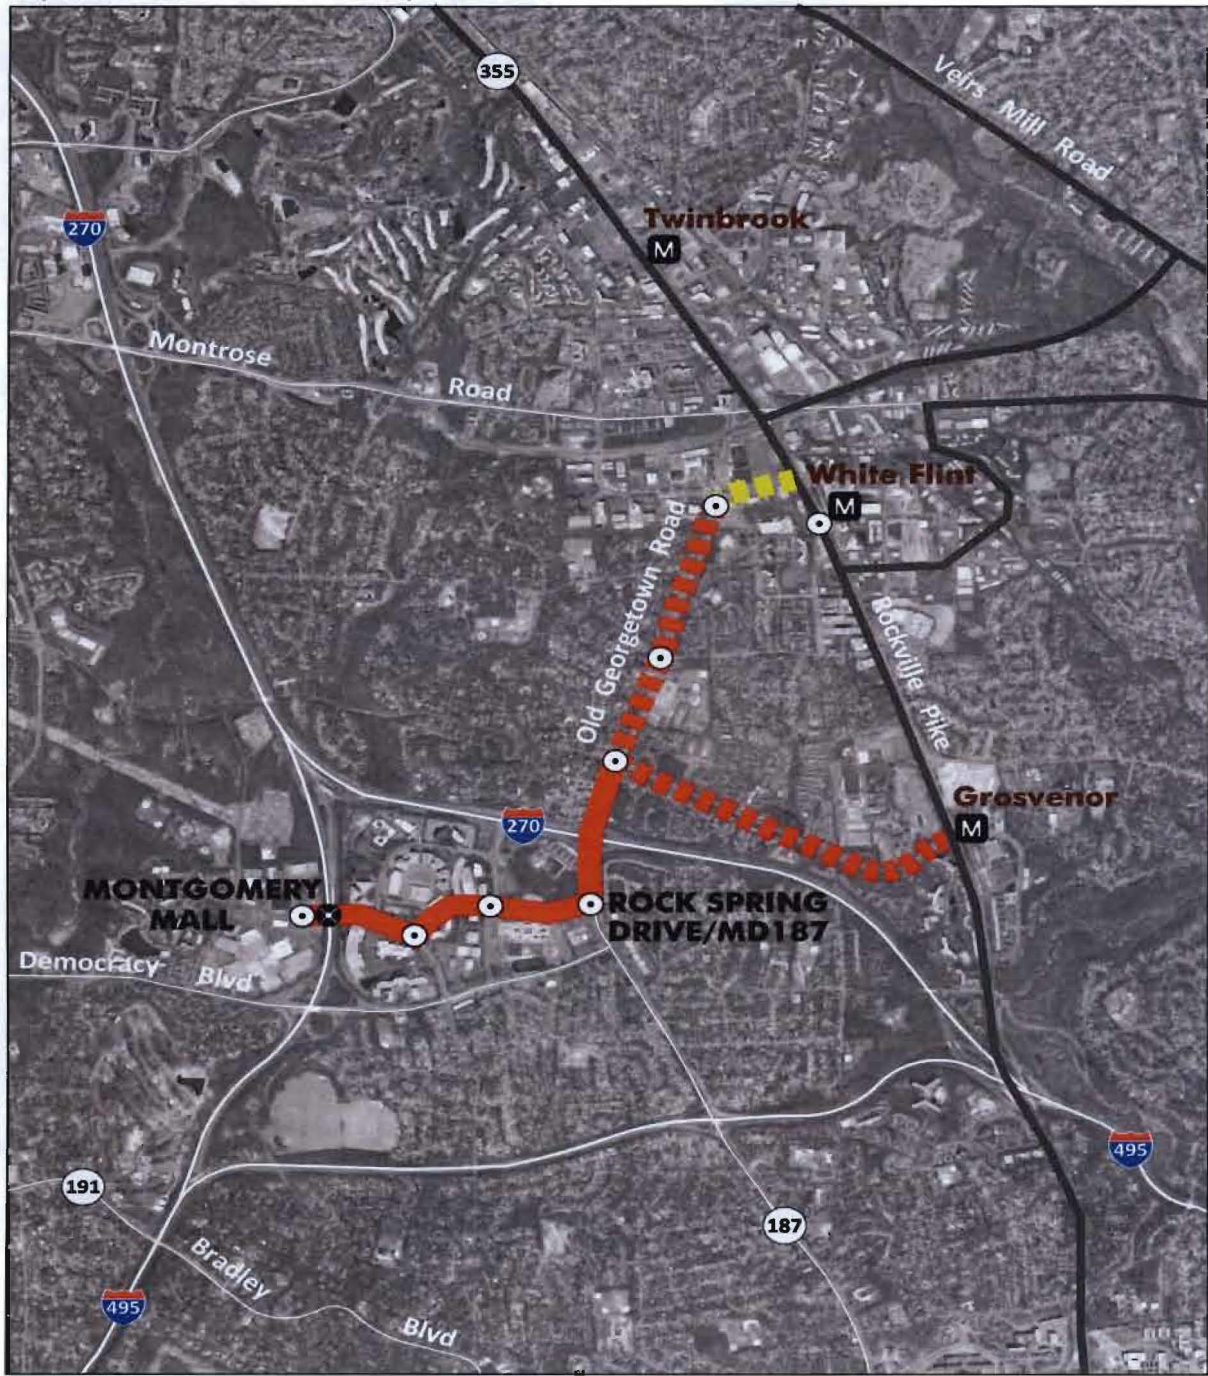 355
Veirs Mill Road
270
Twinbrook
M
Montrose
Road
White Flint
M
Old Georgetown Road
Rockville Pike
Grosvenor
M
270
MONTGOMERY
MALL
ROCK SPRING
DRIVE/MD187
Democracy
Blvd
495
191
187
Bradley
Blvd
495